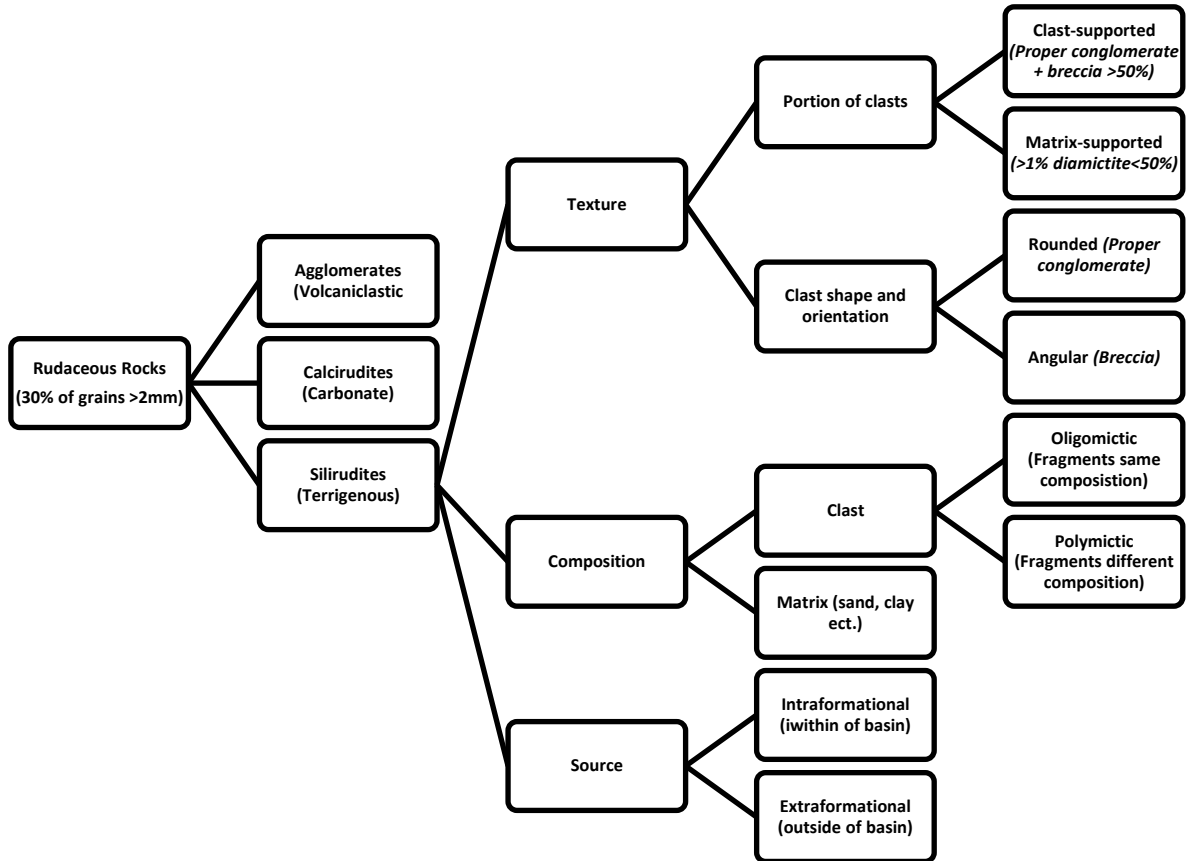 Rudaceous Rocks
(30% of grains >2mm)
Agglomerates
(Volcaniclastic
Calcirudites
(Carbonate)
Silirudites
(Terrigenous)
Texture
Portion of clasts
Clast-supported
(Proper conglomerate
+ breccia >50%)
Matrix-supported
(>1% diamictite<50%)
Clast shape and
orientation
Rounded (Proper
conglomerate)
Angular (Breccia)
Composition
Clast
Oligomictic
(Fragments same
composistion)
Polymictic
(Fragments different
composition)
Matrix (sand, clay
ect.)
Source
Intraformational
(iwithin of basin)
Extraformational
(outside of basin)